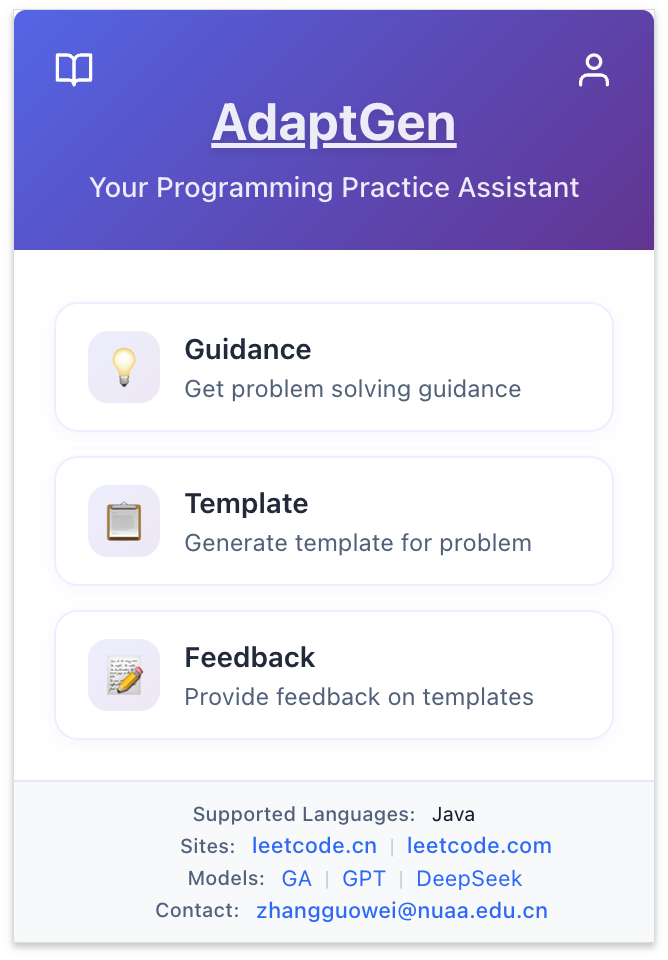 AdaptGen
Your Programming Practice Assistant
Guidance
Get problem solving guidance
Template
Generate template for problem
Feedback
Provide feedback on templates
Supported Languages: Java
Sites: leetcode.cn | leetcode.com
Models: GA | GPT | DeepSeek
Contact: zhangguowei@nuaa.edu.cn